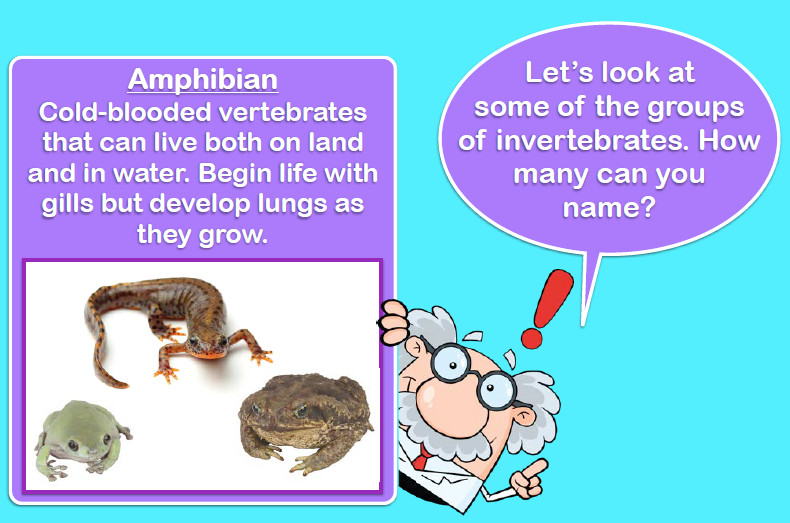 Amphibian
Cold-blooded vertebrates
that can live both on land
and in water. Begin life with
gills but develop lungs as
they grow.
Let’s look at
some of the groups
of invertebrates. How
many can you
name?